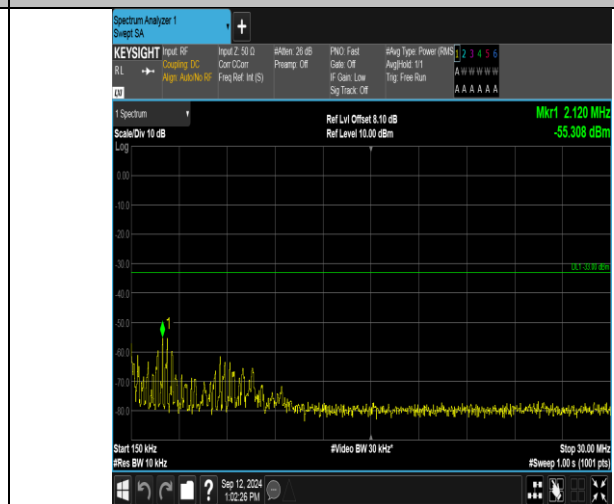 Spectrum Analyzer 1
Swept SA
+
KEYSIGHT Input: RF Input Z: 50 Ω #Atten: 26 dB PNO: Fast #Avg Type: Power (RMS 1 2 3 4 5 6
RL Coupling: DC Corr CCorr Preamp: Off Gate: Off Avg|Hold: 1/1 A W W W W W
Align: Auto/No RF Freq Ref: Int (S) IF Gain: Low Trig: Free Run
Sig Track: Off A A A A A A
LXI
1 Spectrum Ref Lvl Offset 8.10 dB Mkr1 2.120 MHz
Scale/Div 10 dB Ref Level 10.00 dBm -55.308 dBm
Log
0.00
-10.0
-20.0
-30.0
DL1 -33.00 dBm
-40.0
-50.0
1
-60.0
-70.0
-80.0
Start 150 kHz #Video BW 30 kHz* Stop 30.00 MHz
#Res BW 10 kHz #Sweep 1.00 s (1001 pts)
? Sep 12, 2024
1:02:26 PM